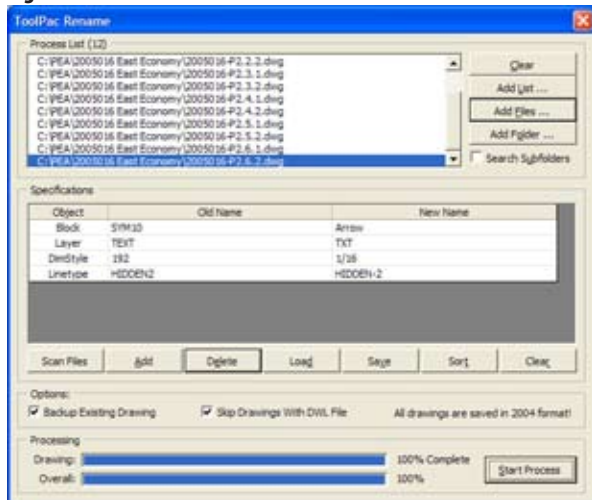 ToolPac Rename
Process List (12)
C:\PEA\2005016 East Economy\2005016-P2.2.2.dwg
C:\PEA\2005016 East Economy\2005016-P2.3.1.dwg
C:\PEA\2005016 East Economy\2005016-P2.3.2.dwg
C:\PEA\2005016 East Economy\2005016-P2.4.1.dwg
C:\PEA\2005016 East Economy\2005016-P2.4.2.dwg
C:\PEA\2005016 East Economy\2005016-P2.5.1.dwg
C:\PEA\2005016 East Economy\2005016-P2.5.2.dwg
C:\PEA\2005016 East Economy\2005016-P2.6.1.dwg
C:\PEA\2005016 East Economy\2005016-P2.6.2.dwg
Clear
Add List ...
Add Files ...
Add Folder ...
Search Subfolders
Specifications
Object Old Name New Name
Block SYM10 Arrow
Layer TEXT TXT
DimStyle 192 1/16
Linetype HIDDEN2 HIDDEN-2
Scan Files Add Delete Load Save Sort Clear
Options:
Backup Existing Drawing Skip Drawings With DWL File All drawings are saved in 2004 format!
Processing
Drawing: 100% Complete
Overall: 100%
Start Process